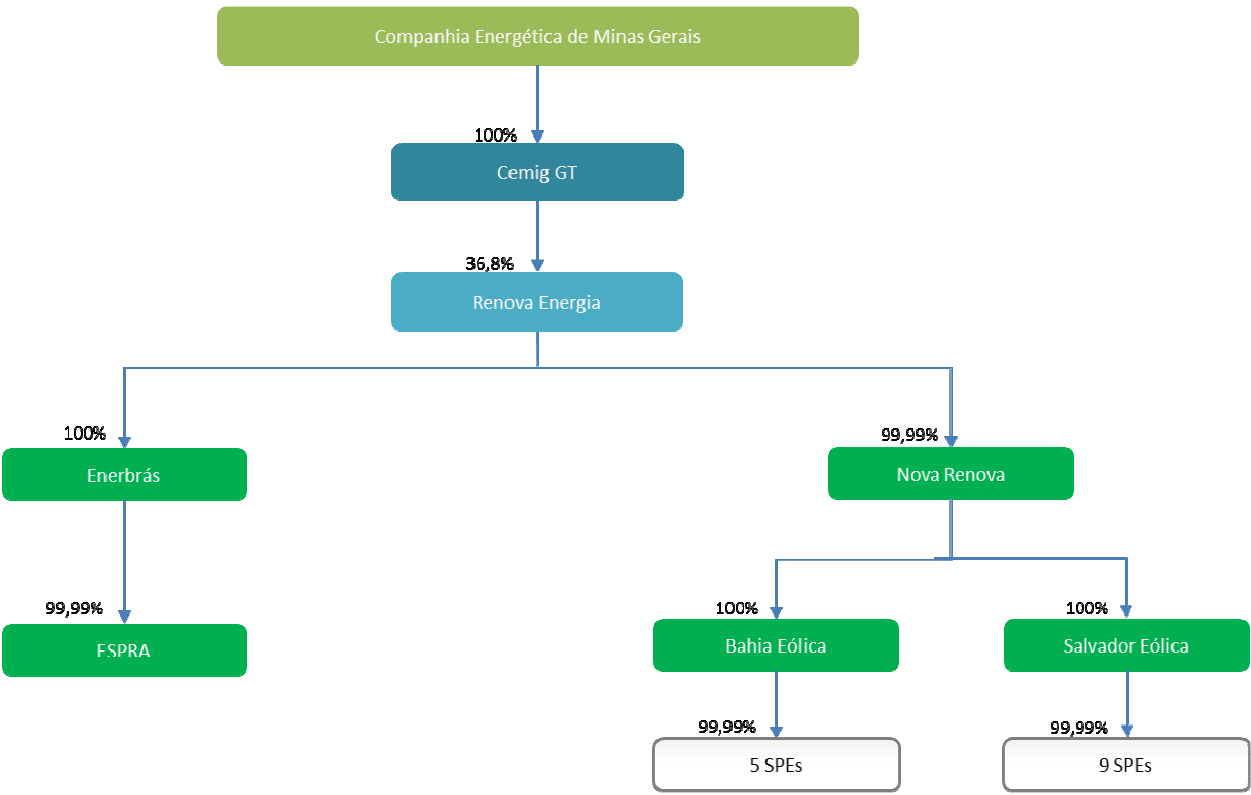 Companhia Energética de Minas Gerais
100%
Cemig GT
36,8%
Renova Energia
100%
99,99%
Enerbrás
Nova Renova
99,99%
100%
100%
ESPRA
Bahia Eólica
Salvador Eólica
99,99%
99,99%
5 SPEs
9 SPEs